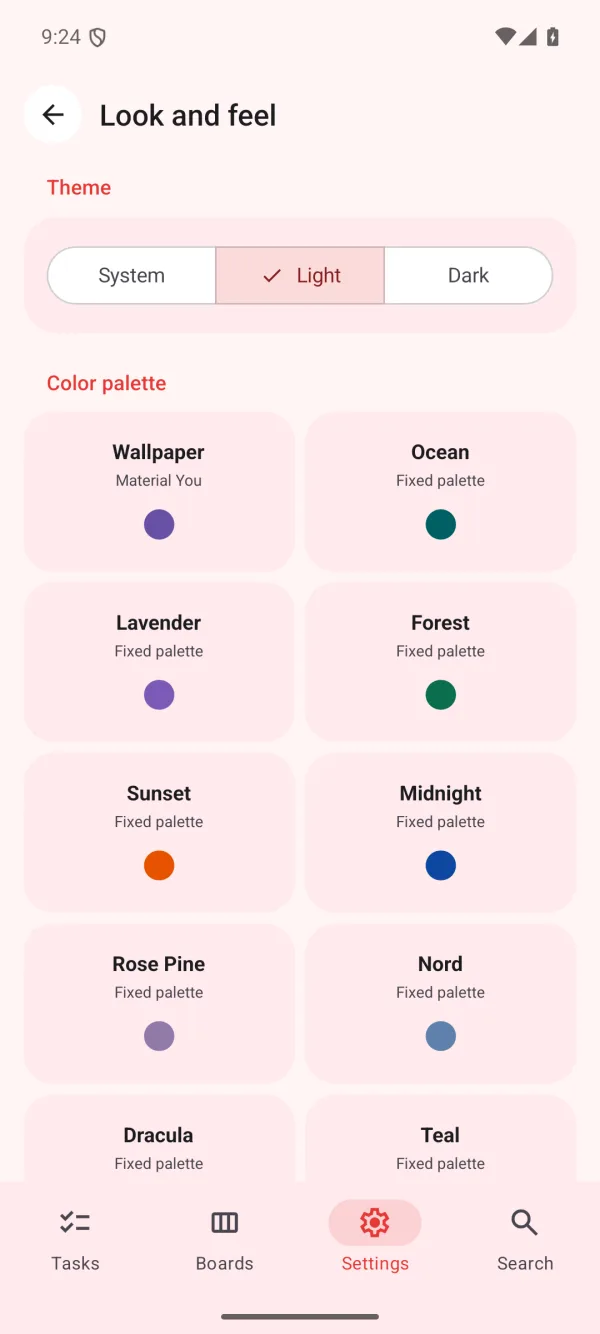 9:24
Look and feel
Theme
System
Light
Dark
Color palette
Wallpaper
Material You
Ocean
Fixed palette
Lavender
Fixed palette
Forest
Fixed palette
Sunset
Fixed palette
Midnight
Fixed palette
Rose Pine
Fixed palette
Nord
Fixed palette
Dracula
Fixed palette
Teal
Fixed palette
Tasks
Boards
Settings
Search